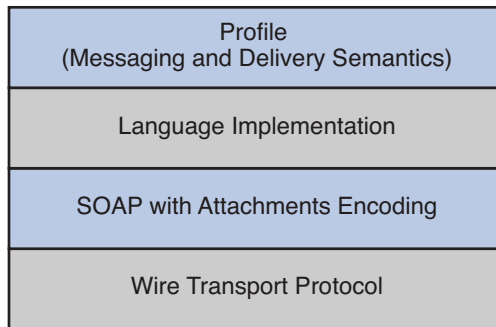 Profile
(Messaging and Delivery Semantics)
Language Implementation
SOAP with Attachments Encoding
Wire Transport Protocol